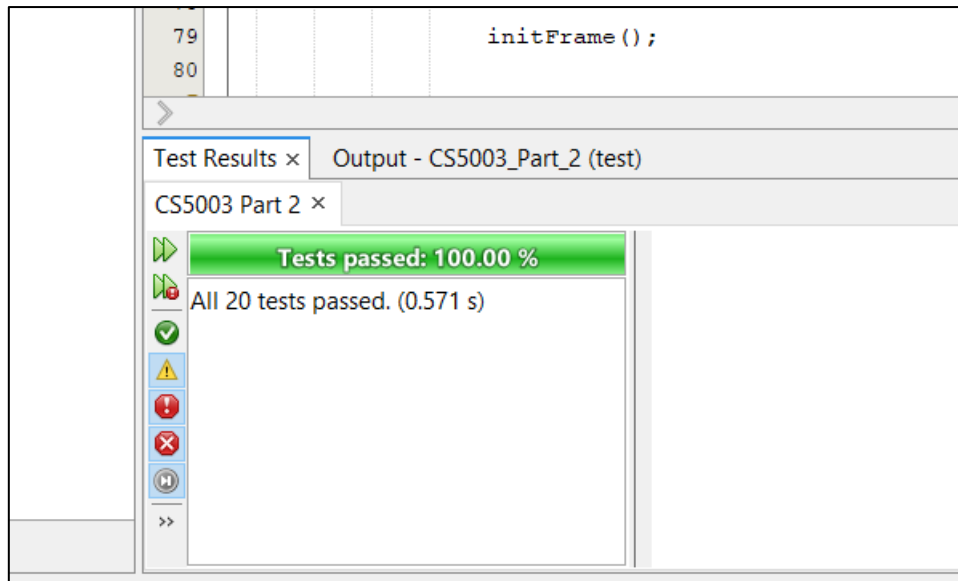 79 initFrame();
80
Test Results × Output - CS5003_Part_2 (test)
CS5003 Part 2 ×
Tests passed: 100.00 %
All 20 tests passed. (0.571 s)